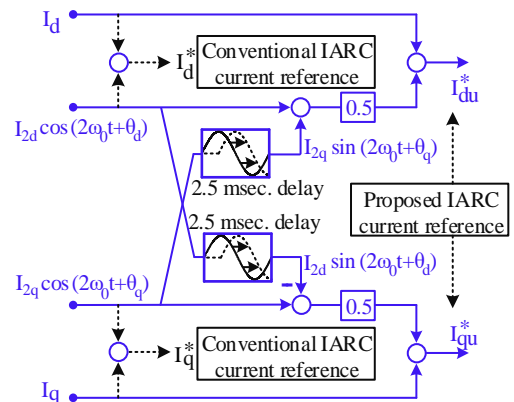 I_d
I_d^* Conventional IARC
current reference
I_du^*
I_2d cos (2ω_0t+θ_d)
0.5
I_2q sin (2ω_0t+θ_q)
2.5 msec. delay
Proposed IARC
current reference
2.5 msec. delay
I_2d sin (2ω_0t+θ_d)
I_2q cos (2ω_0t+θ_q)
–
0.5
I_q^* Conventional IARC
current reference
I_qu^*
I_q